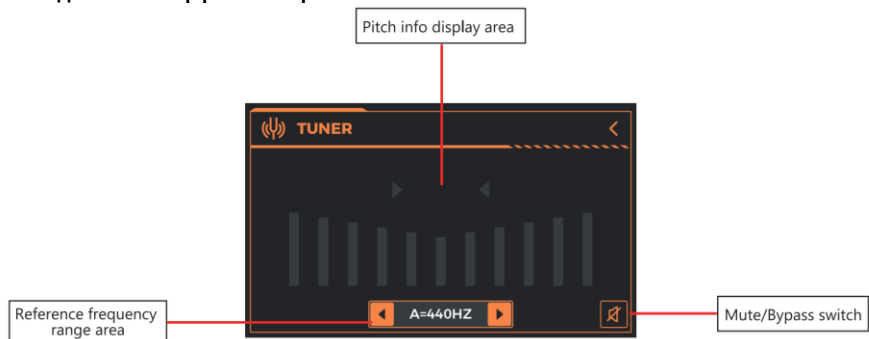 Pitch info display area
TUNER
A=440HZ
Reference frequency
range area
Mute/Bypass switch